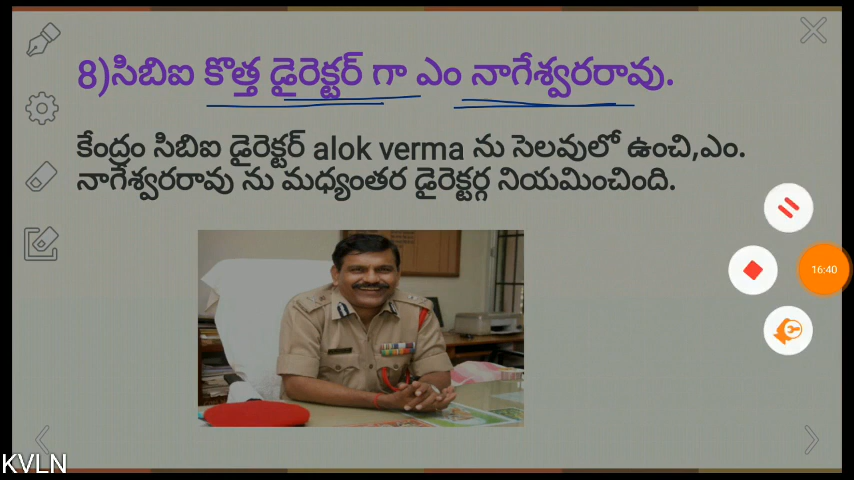 8)సిబిఐ కొత్త డైరెక్టర్ గా ఎం నాగేశ్వరరావు.
కేంద్రం సిబిఐ డైరెక్టర్ alok verma ను సెలవులో ఉంచి,ఎం.
నాగేశ్వరరావు ను మధ్యంతర డైరెక్టర్గ నియమించింది.
16:40
KVLN